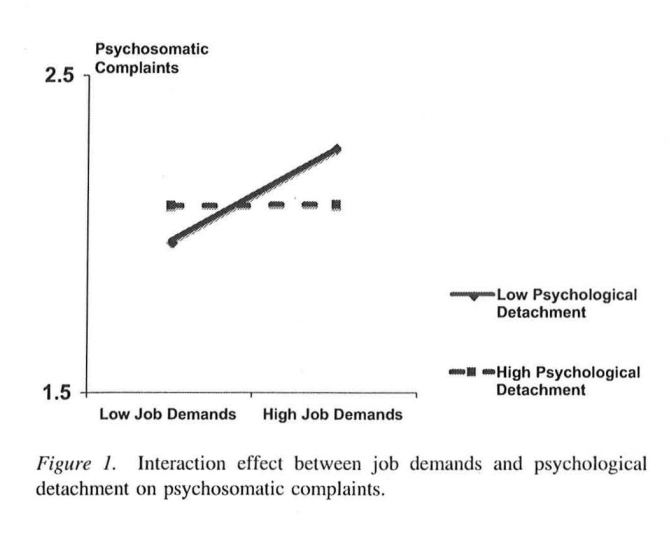 Psychosomatic
Complaints
2.5
Low Psychological
Detachment
High Psychological
Detachment
1.5
Low Job Demands High Job Demands
Figure 1. Interaction effect between job demands and psychological
detachment on psychosomatic complaints.